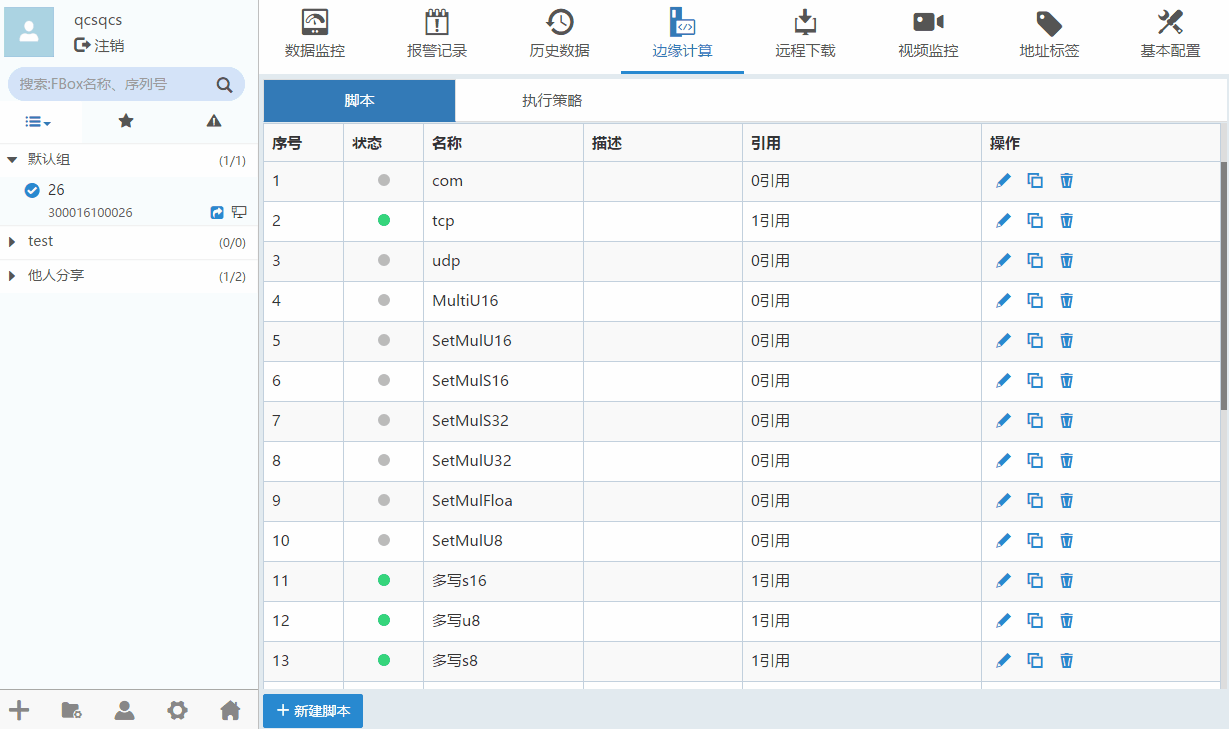 qcsqcs
注销
搜索:FBox名称、序列号
默认组 (1/1)
26
300016100026
test (0/0)
他人分享 (1/2)
数据监控 报警记录 历史数据 边缘计算 远程下载 视频监控 地址标签 基本配置
脚本 执行策略
序号 状态 名称 描述 引用 操作
1 com 0引用
2 tcp 1引用
3 udp 0引用
4 MultiU16 0引用
5 SetMulU16 0引用
6 SetMulS16 0引用
7 SetMulS32 0引用
8 SetMulU32 0引用
9 SetMulFloa 0引用
10 SetMulU8 0引用
11 多写s16 1引用
12 多写u8 1引用
13 多写s8 1引用
新建脚本